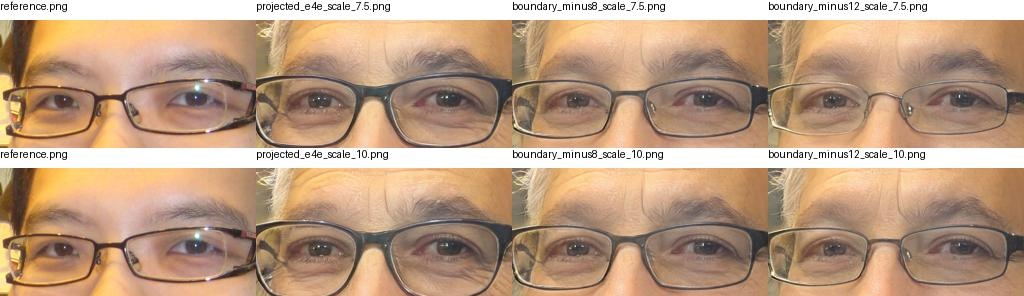 reference.png projected_e4e_scale_7.5.png boundary_minus8_scale_7.5.png boundary_minus12_scale_7.5.png
reference.png projected_e4e_scale_10.png boundary_minus8_scale_10.png boundary_minus12_scale_10.png